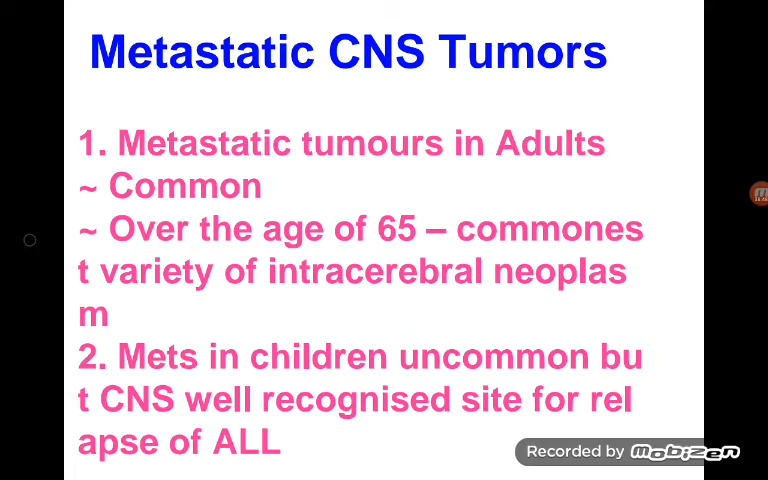 Metastatic CNS Tumors
1. Metastatic tumours in Adults
~ Common
~ Over the age of 65 – commones
t variety of intracerebral neoplas
m
2. Mets in children uncommon bu
t CNS well recognised site for rel
apse of ALL
Recorded by mobizen